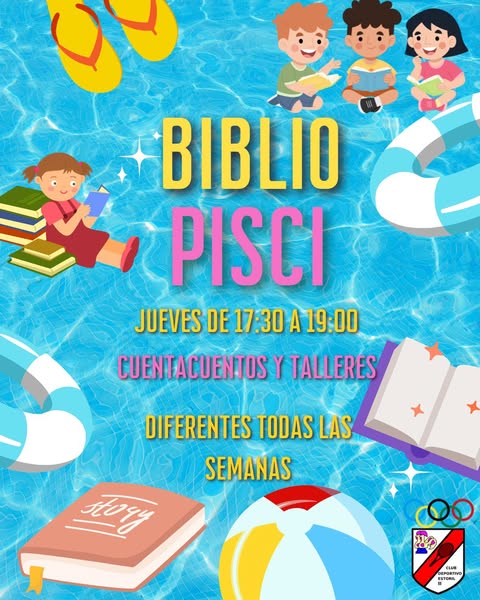 BIBLIO
PISCI
JUEVES DE 17:30 A 19:00
CUENTACUENTOS Y TALLERES
DIFERENTES TODAS LAS
SEMANAS
story
CLUB
DEPORTIVO
ESTORIL
II